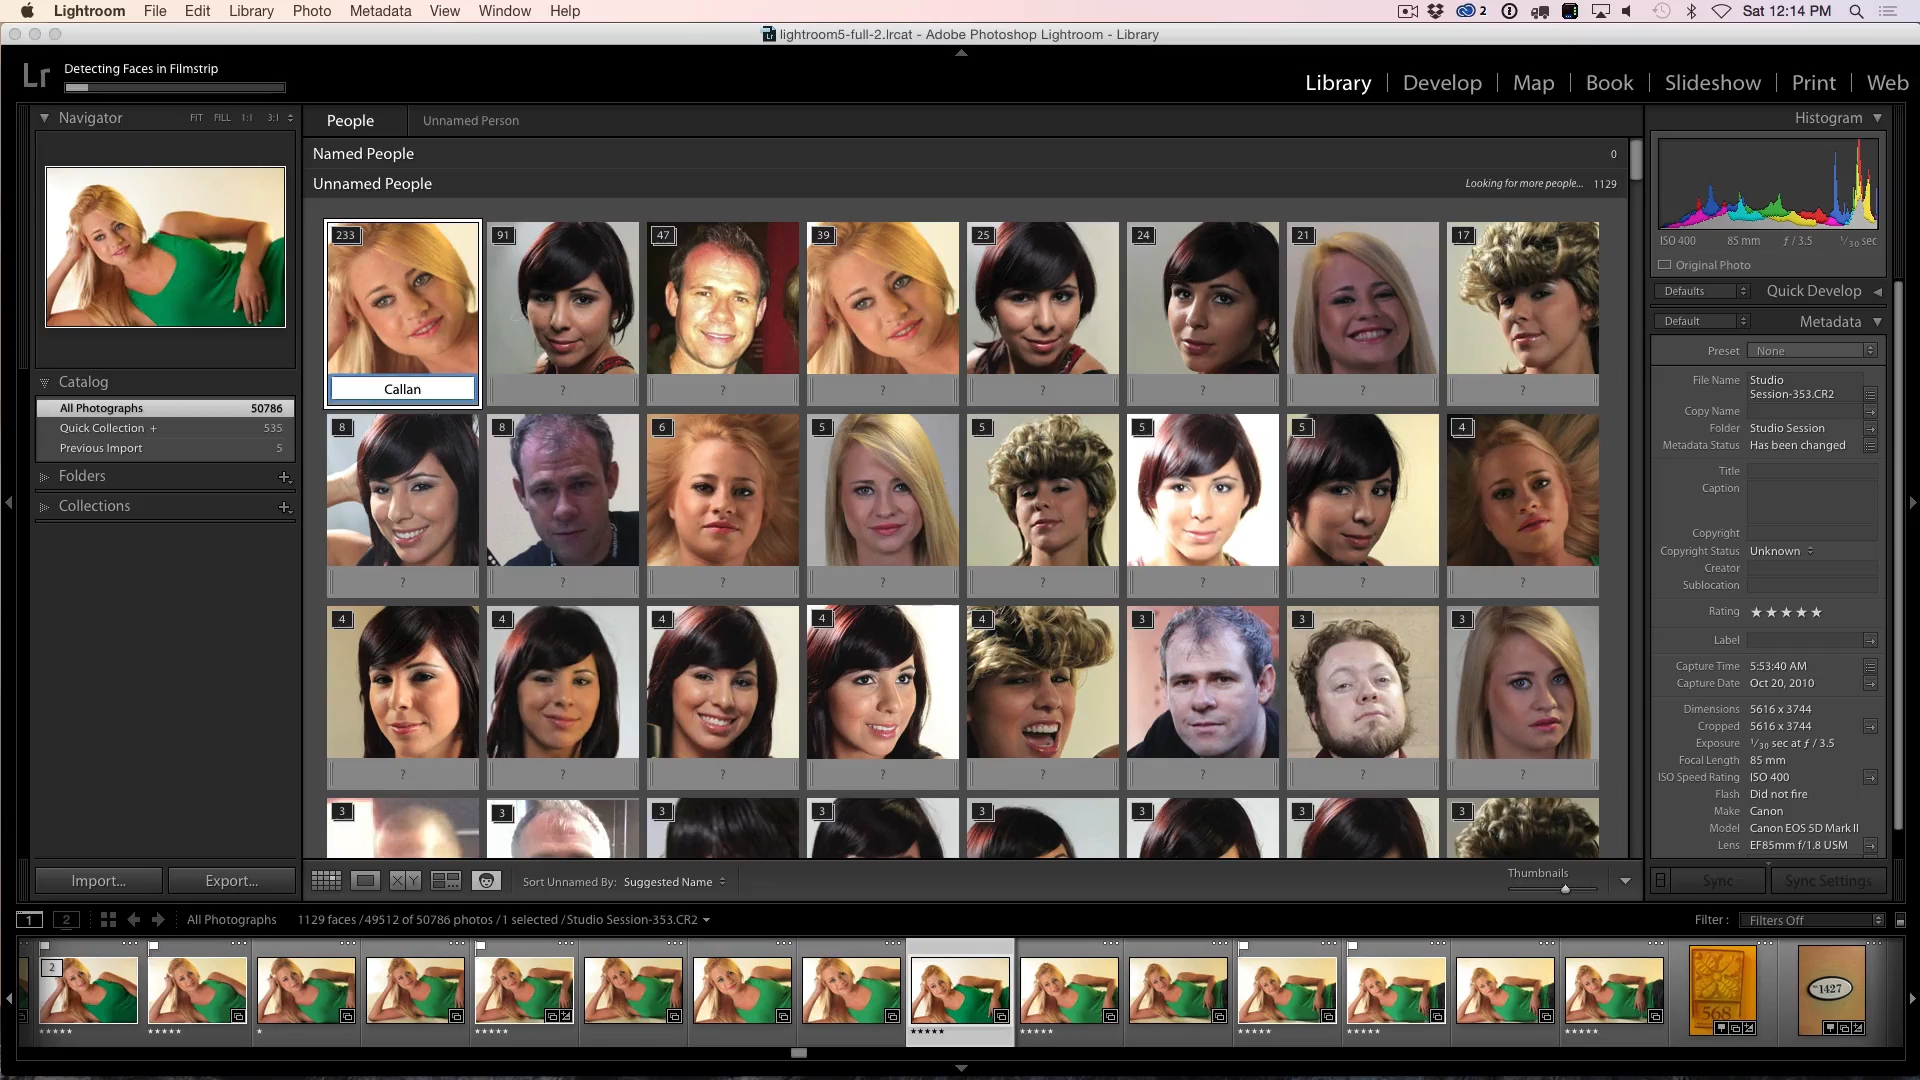 Lightroom File Edit Library Photo Metadata View Window Help 2 Sat 12:14 PM
lightroom5-full-2.lrcat - Adobe Photoshop Lightroom - Library
Lr Detecting Faces in Filmstrip
Library | Develop | Map | Book | Slideshow | Print | Web
Navigator FIT FILL 1:1 3:1
Catalog
All Photographs 50786
Quick Collection + 535
Previous Import 5
Folders
Collections
Import... Export...
People Unnamed Person
Named People 0
Unnamed People Looking for more people... 1129
233 91 47 39 25 24 21 17
Callan ? ? ? ? ? ? ?
8 8 6 5 5 5 5 4
? ? ? ? ? ? ? ?
4 4 4 4 4 3 3 3
? ? ? ? ? ? ? ?
3 3 3 3 3 3 3 3
Sort Unnamed By: Suggested Name Thumbnails
Histogram
ISO 400 85 mm ƒ / 3.5 1/30 sec
Original Photo
Defaults Quick Develop
Default Metadata
Preset None
File Name Studio
Session-353.CR2
Copy Name
Folder Studio Session
Metadata Status Has been changed
Title
Caption
Copyright
Copyright Status Unknown
Creator
Sublocation
Rating ★★★★★
Label
Capture Time 5:53:40 AM
Capture Date Oct 20, 2010
Dimensions 5616 x 3744
Cropped 5616 x 3744
Exposure 1/30 sec at ƒ / 3.5
Focal Length 85 mm
ISO Speed Rating ISO 400
Flash Did not fire
Make Canon
Model Canon EOS 5D Mark II
Lens EF85mm f/1.8 USM
Sync Sync Settings
1 2 All Photographs 1129 faces /49512 of 50786 photos /1 selected /Studio Session-353.CR2 Filter : Filters Off
2
568
1427